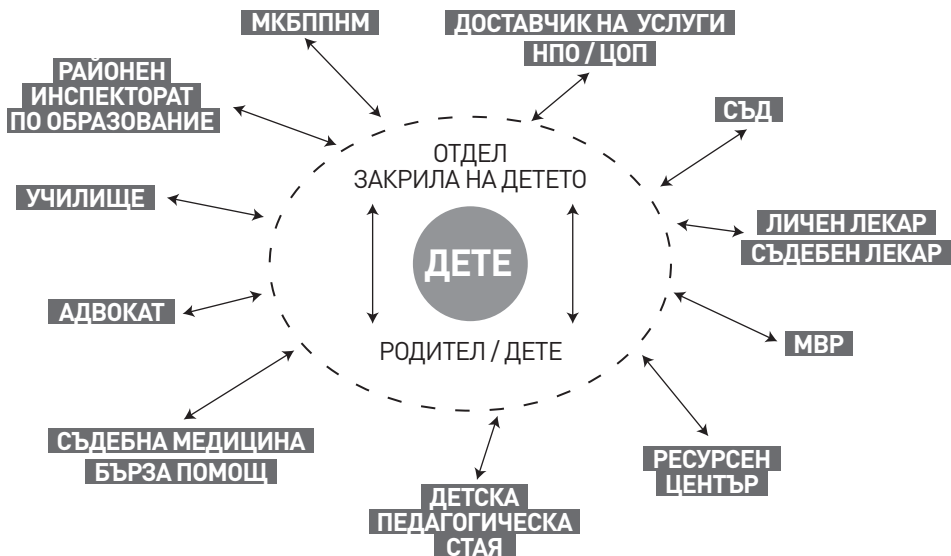 МКБППНМ
ДОСТАВЧИК НА УСЛУГИ
НПО / ЦОП
РАЙОНЕН
ИНСПЕКТОРАТ
ПО ОБРАЗОВАНИЕ
СЪД
ОТДЕЛ
ЗАКРИЛА НА ДЕТЕТО
УЧИЛИЩЕ
ЛИЧЕН ЛЕКАР
СЪДЕБЕН ЛЕКАР
ДЕТЕ
АДВОКАТ
МВР
РОДИТЕЛ / ДЕТЕ
СЪДЕБНА МЕДИЦИНА
БЪРЗА ПОМОЩ
РЕСУРСЕН
ЦЕНТЪР
ДЕТСКА
ПЕДАГОГИЧЕСКА
СТАЯ